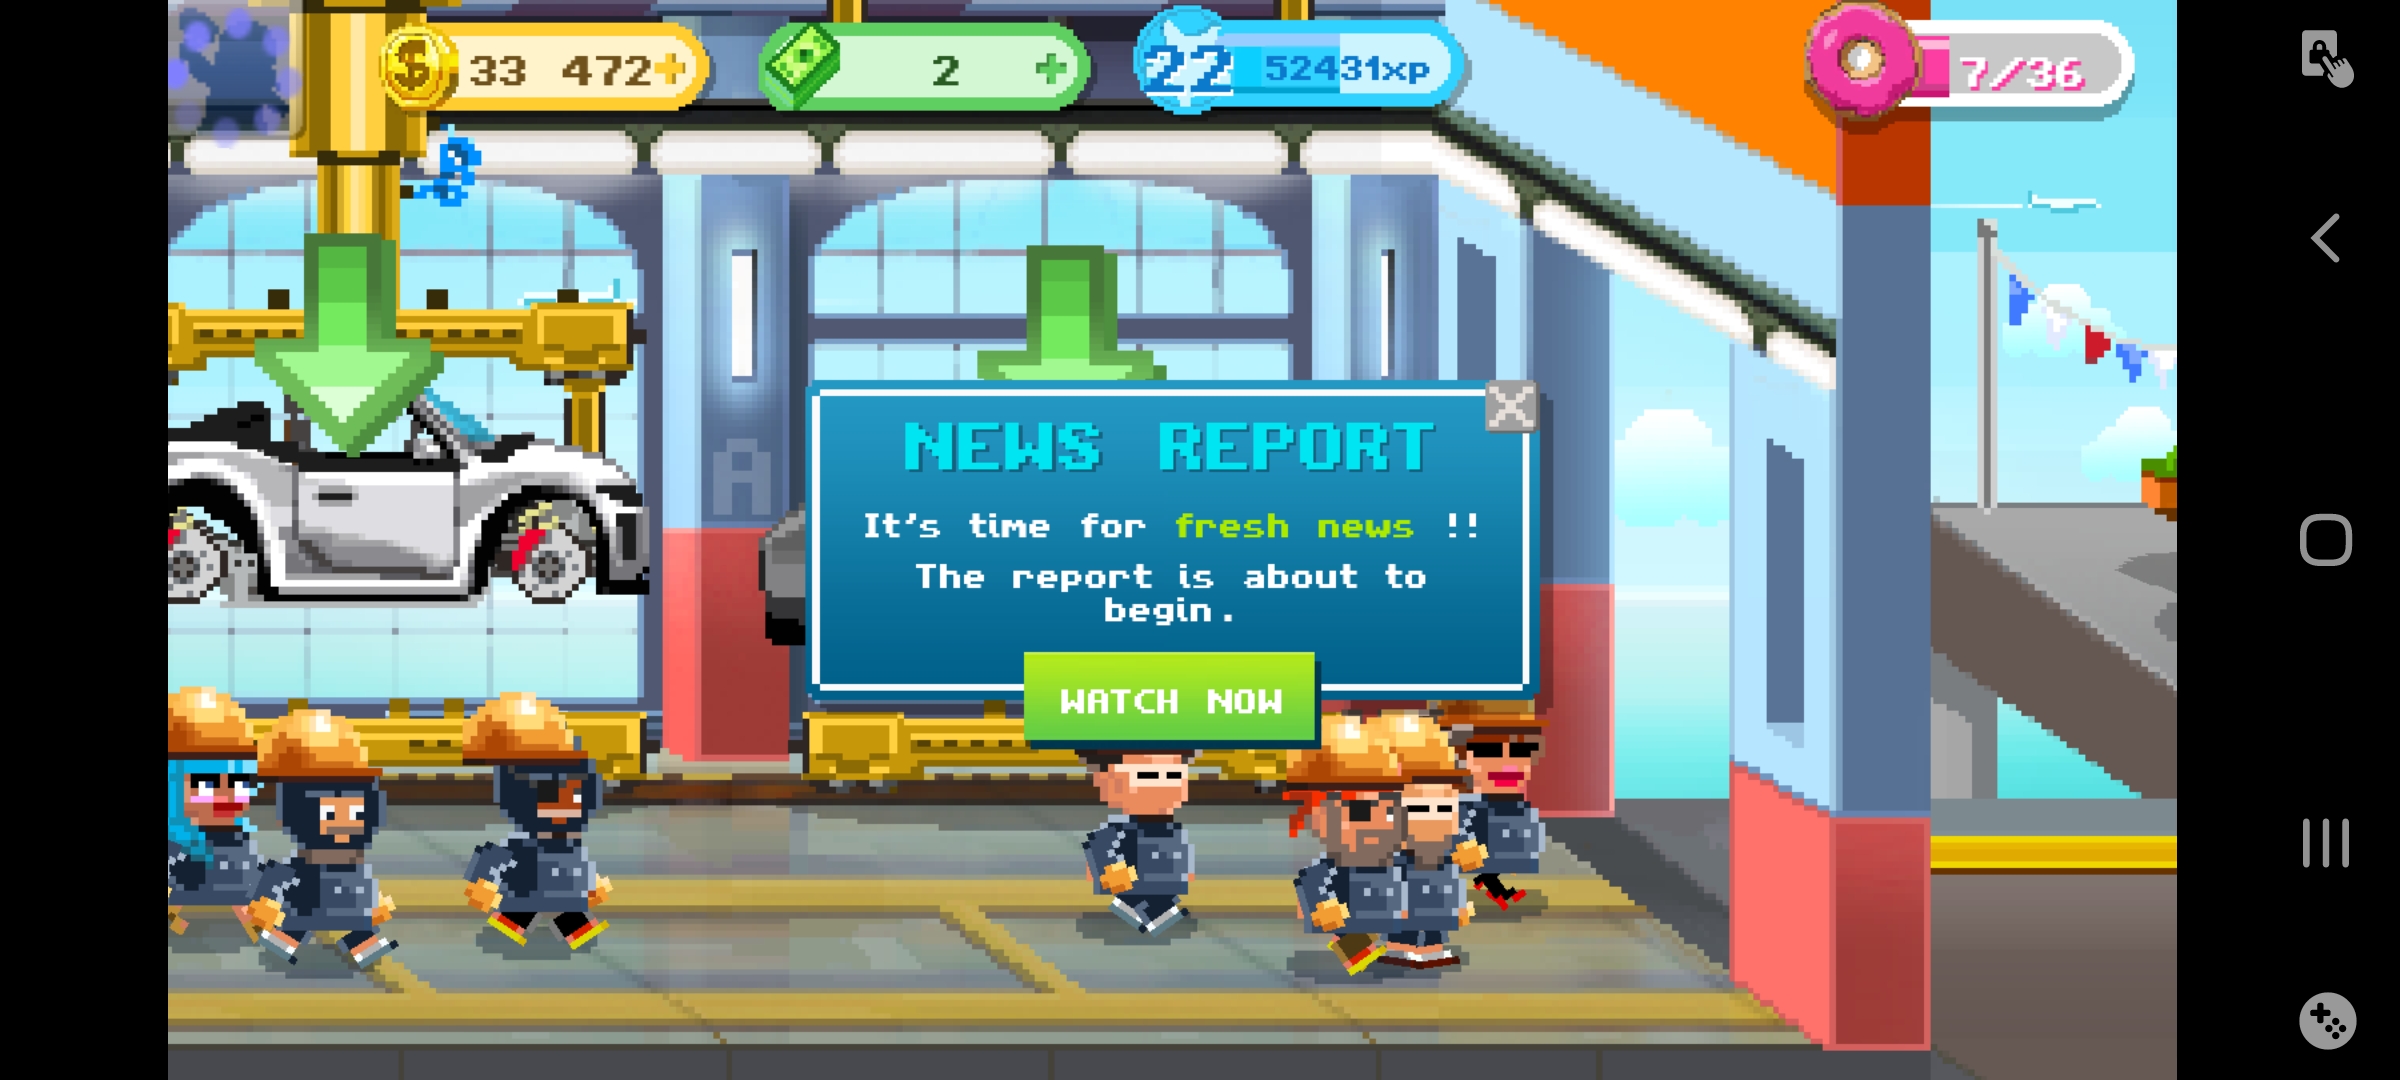 33 472+
2 +
22 52431xp
7/36
A
NEWS REPORT
It's time for fresh news !!
The report is about to
begin.
WATCH NOW